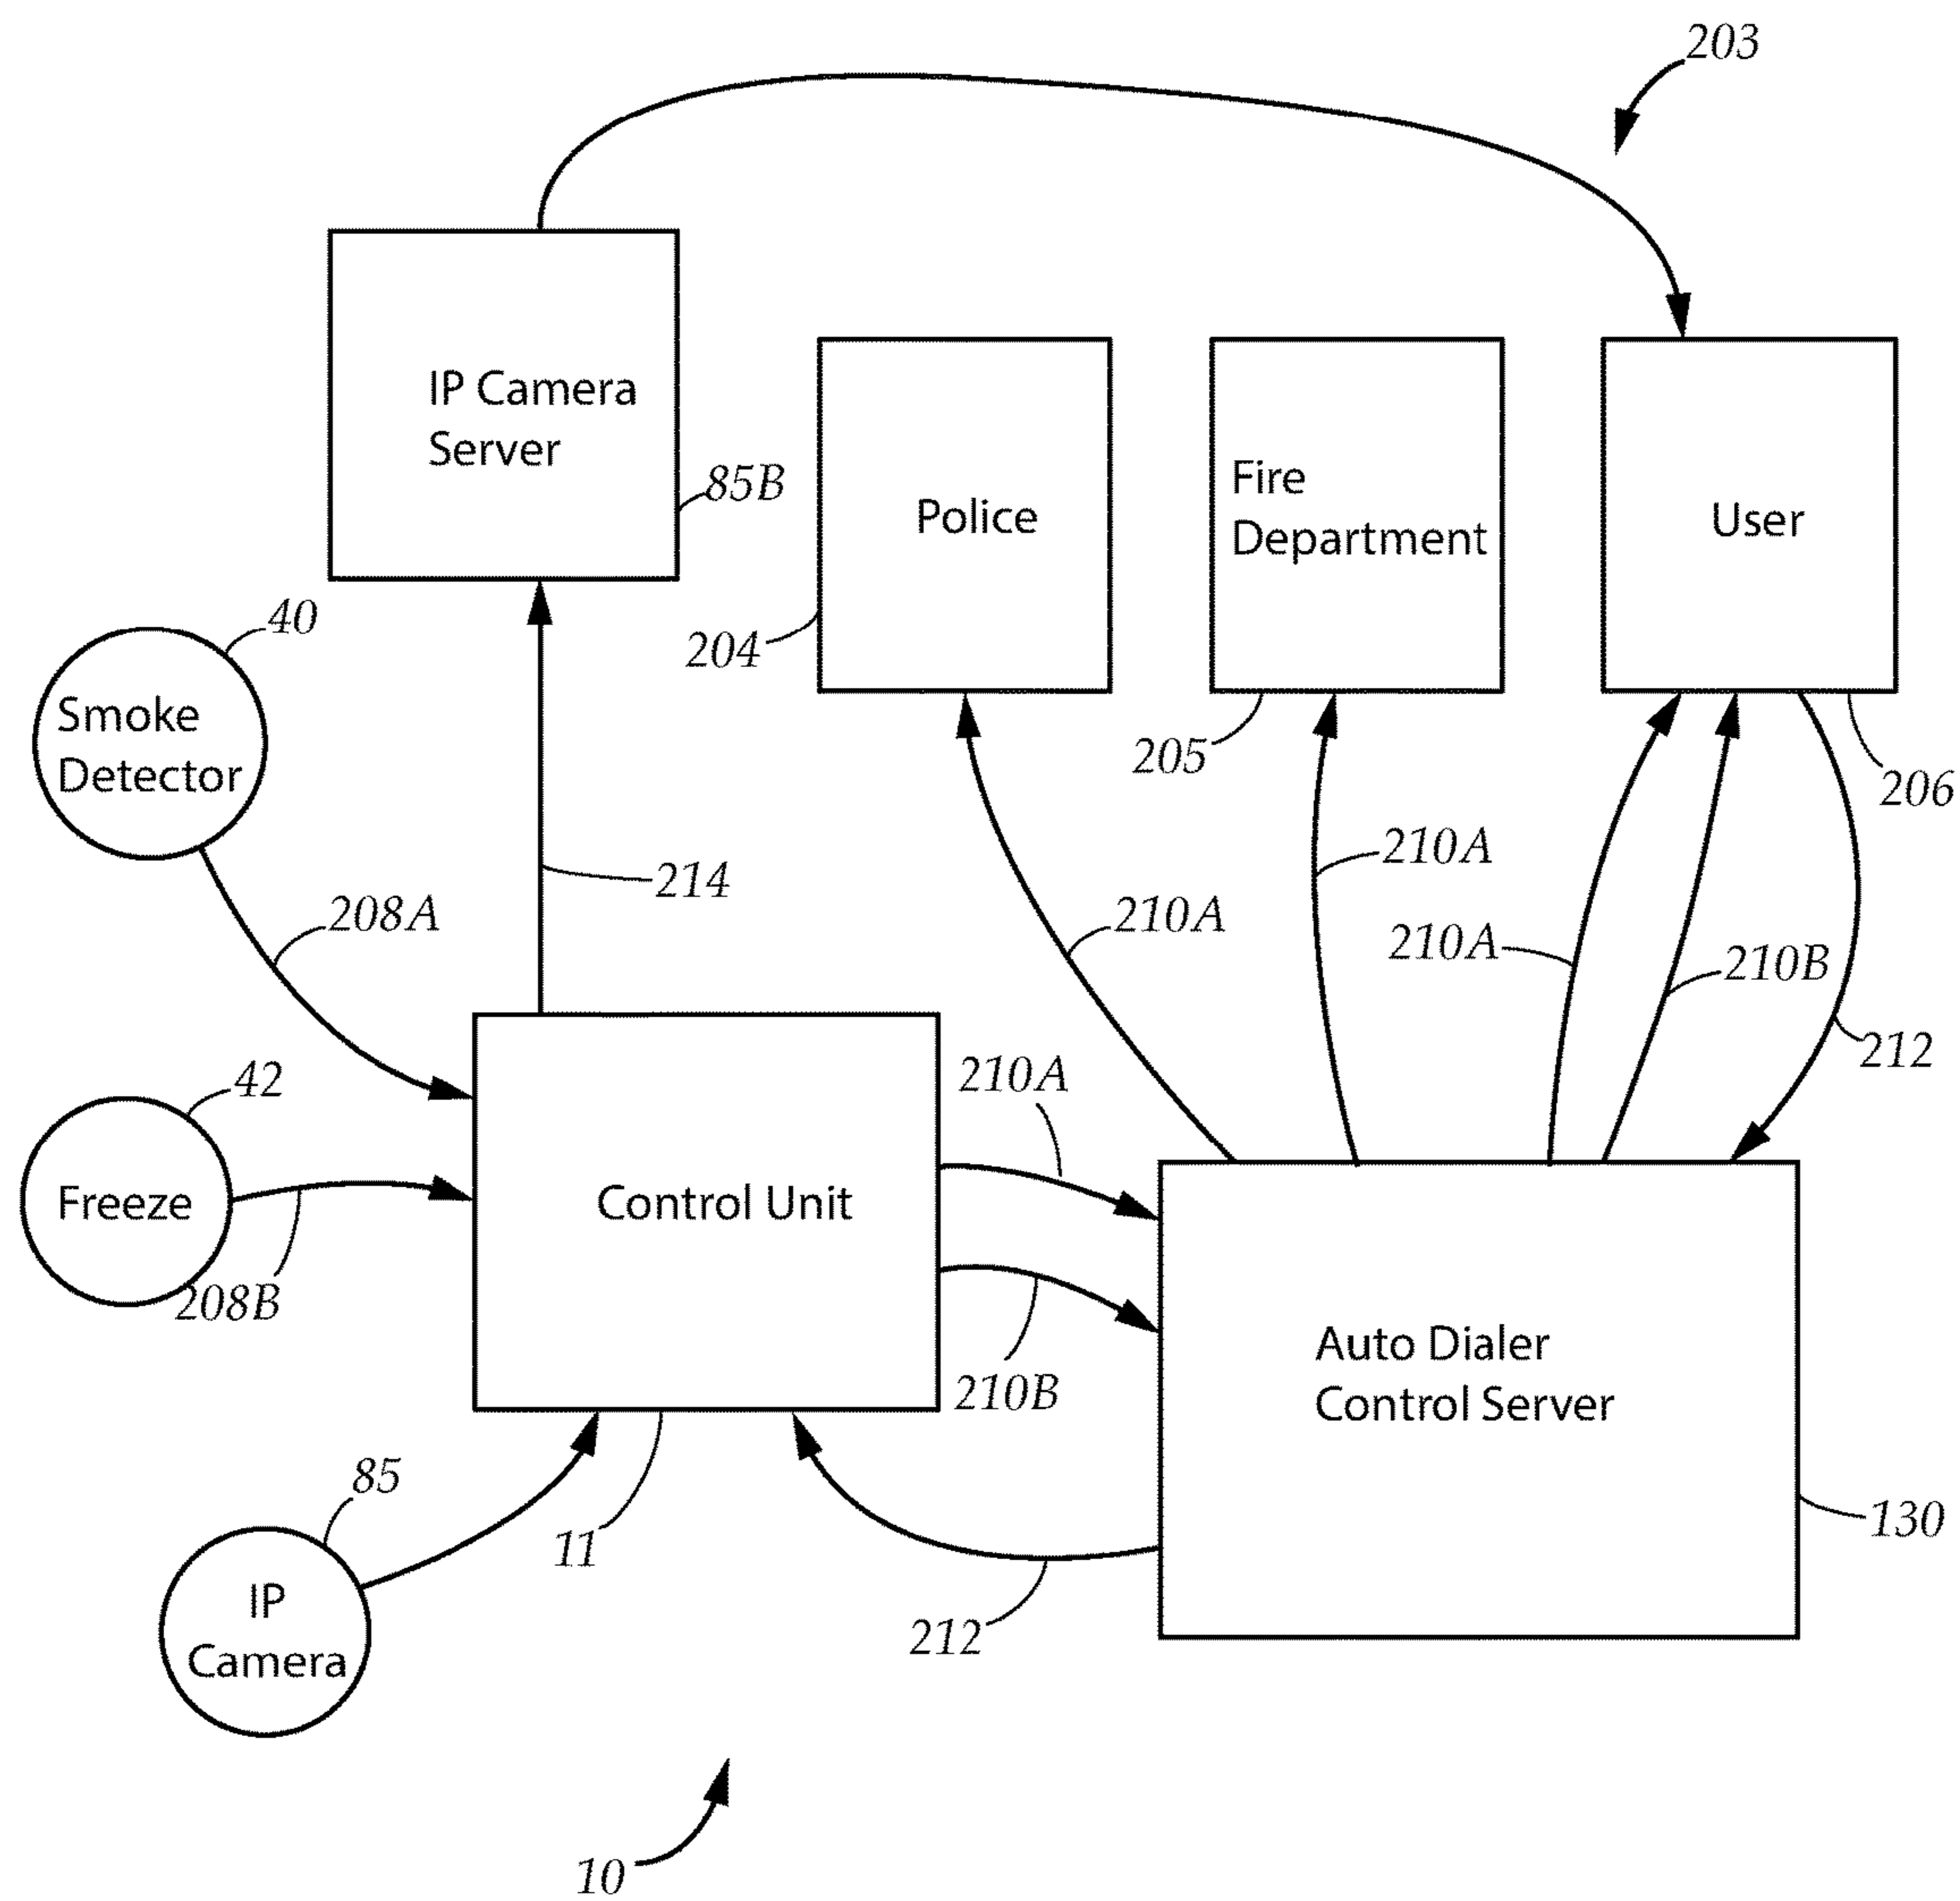 203
IP Camera
Server
85B
Police
204
Fire
Department
205
User
206
40
Smoke
Detector
208A
214
210A
210A
210A
210B
212
42
Freeze
208B
Control Unit
210A
210B
Auto Dialer
Control Server
130
85
IP
Camera
11
212
10